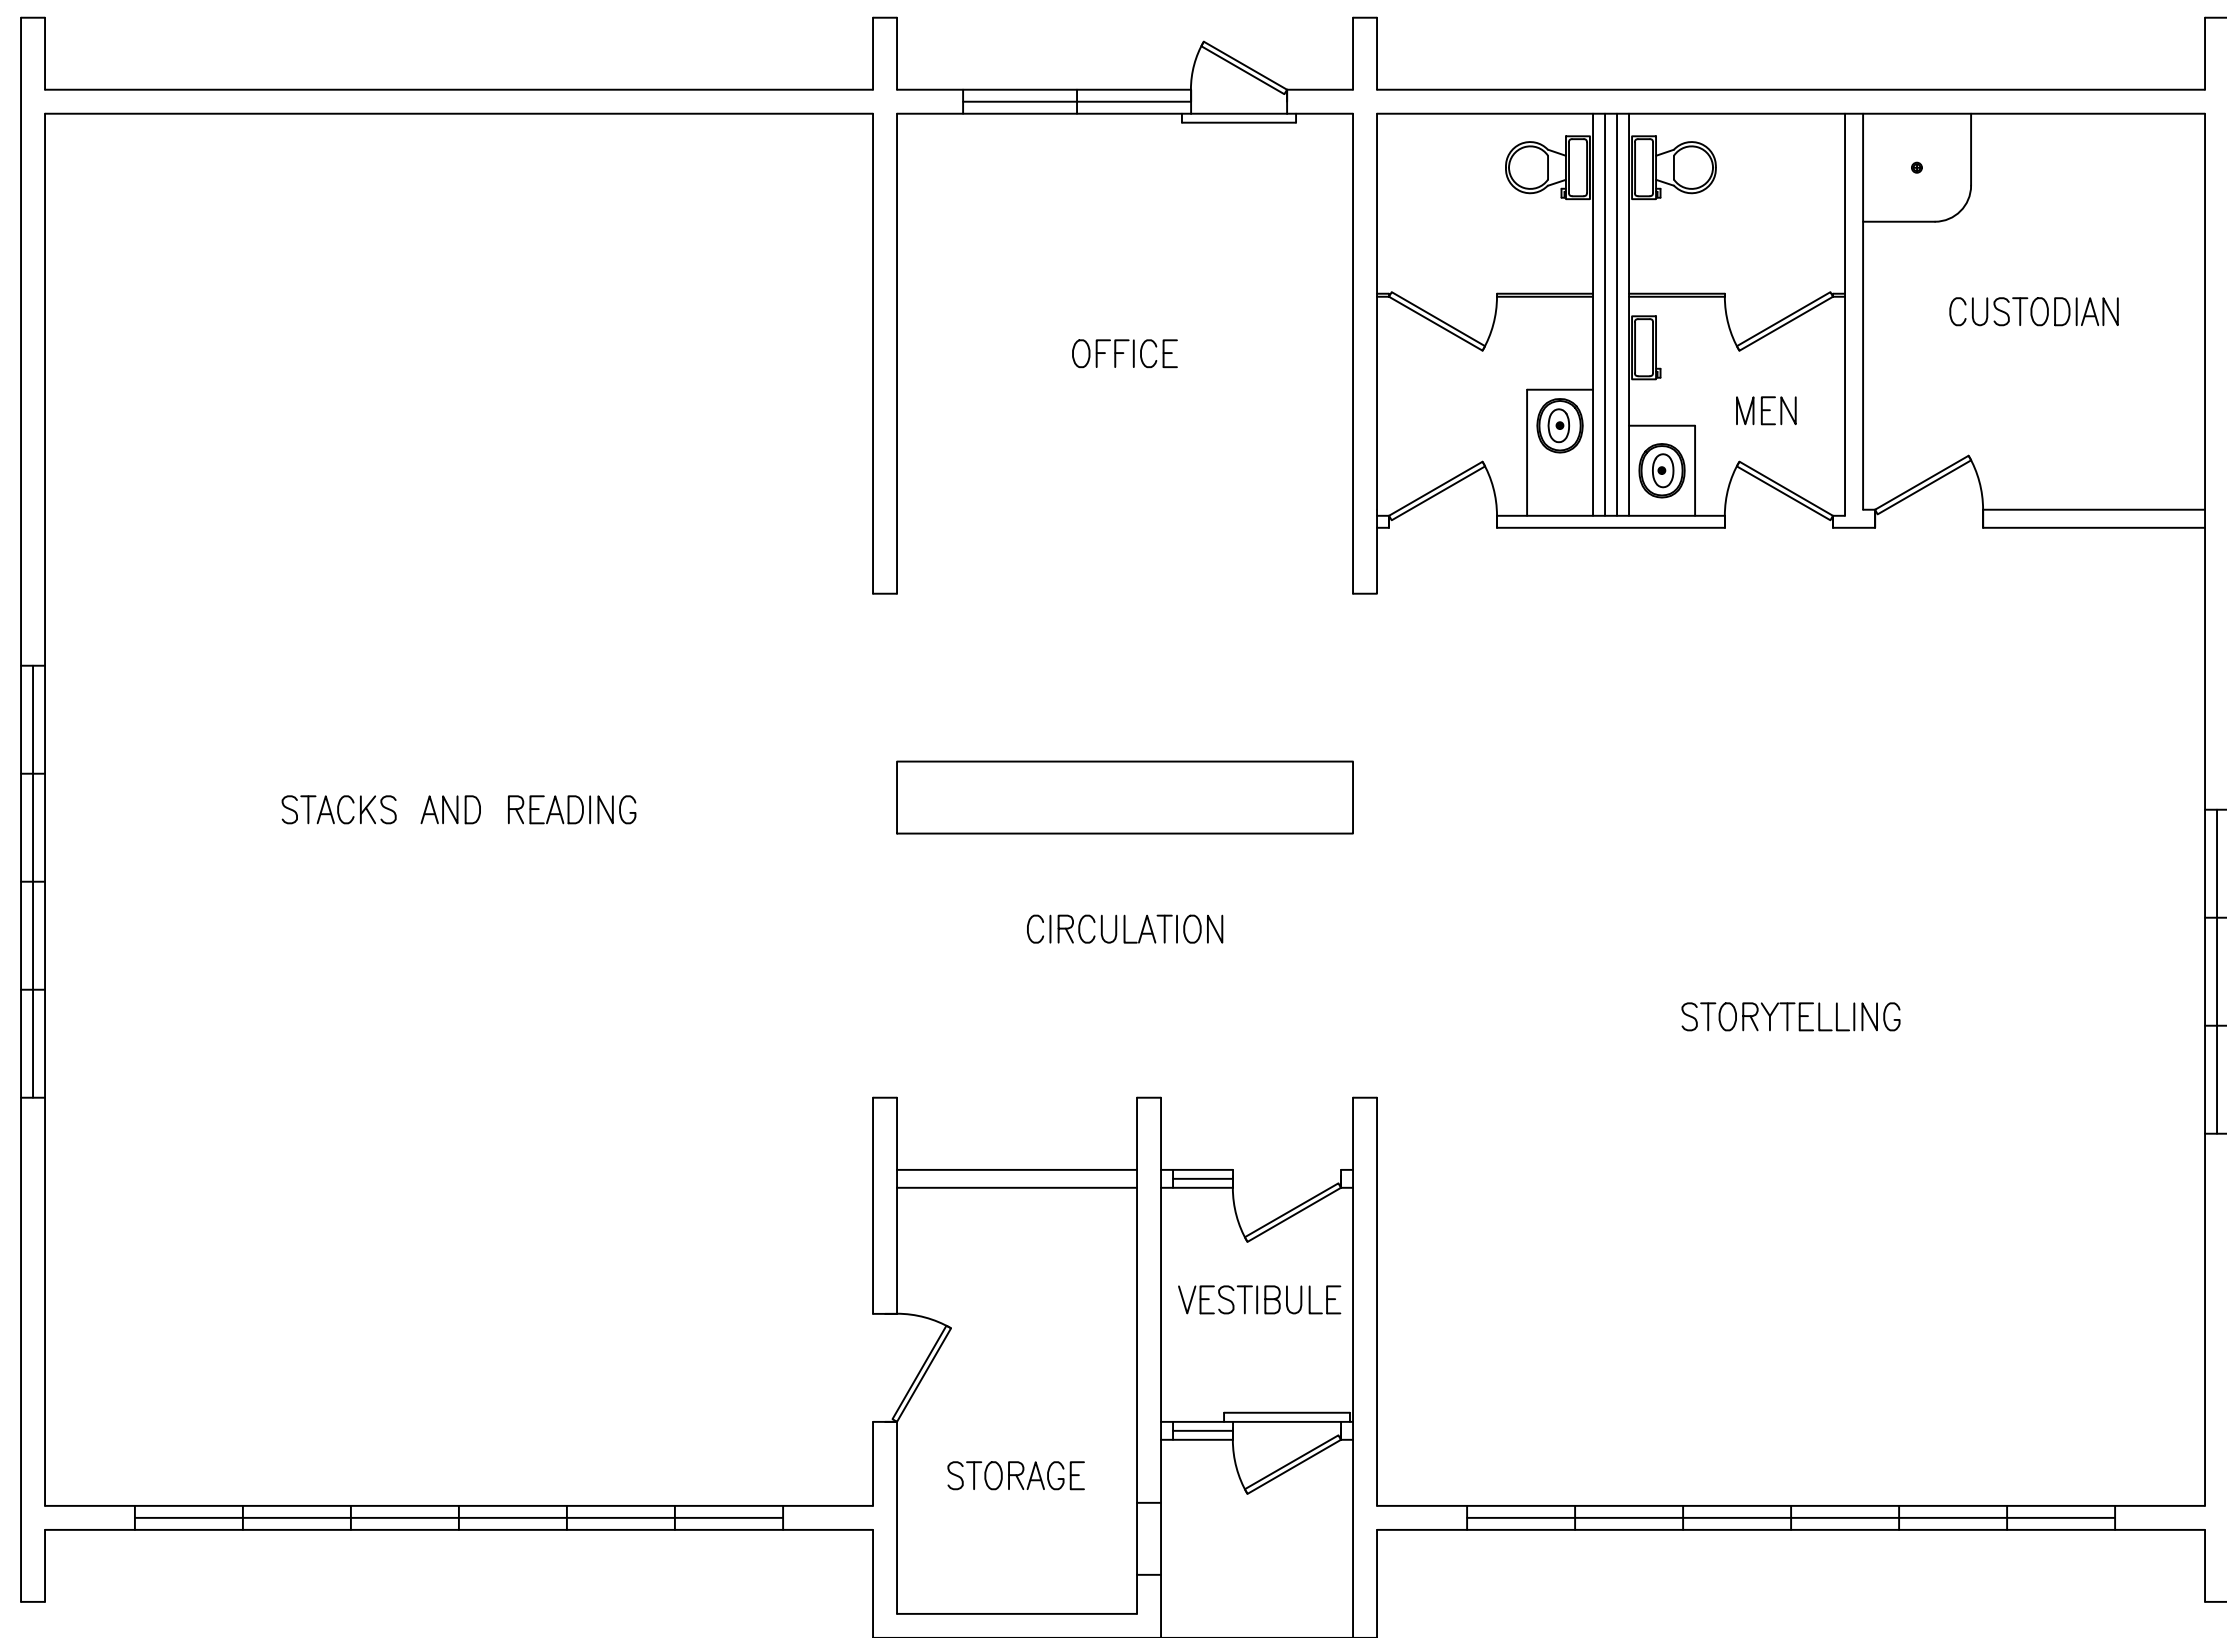 CUSTODIAN
OFFICE
MEN
STACKS AND READING
CIRCULATION
STORYTELLING
VESTIBULE
STORAGE